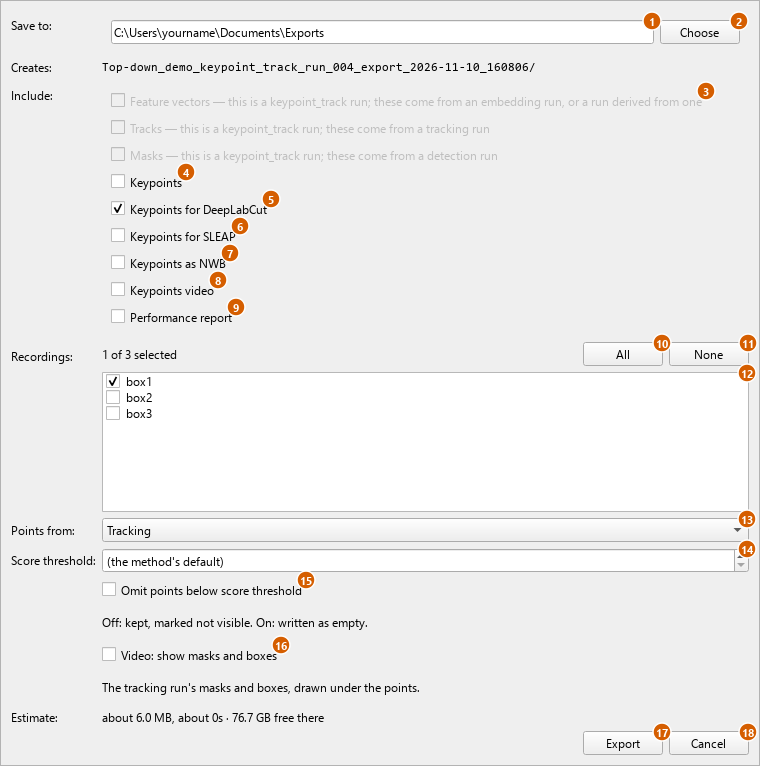 Save to:
C:\Users\yourname\Documents\Exports
1
Choose
2
Creates:
Top-down_demo_keypoint_track_run_004_export_2026-11-10_160806/
Include:
Feature vectors — this is a keypoint_track run; these come from an embedding run, or a run derived from one
3
Tracks — this is a keypoint_track run; these come from a tracking run
Masks — this is a keypoint_track run; these come from a detection run
Keypoints
4
Keypoints for DeepLabCut
5
Keypoints for SLEAP
6
Keypoints as NWB
7
Keypoints video
8
Performance report
9
Recordings:
1 of 3 selected
All
10
None
11
box1
12
box2
box3
Points from:
Tracking
13
Score threshold:
(the method's default)
14
Omit points below score threshold
15
Off: kept, marked not visible. On: written as empty.
Video: show masks and boxes
16
The tracking run's masks and boxes, drawn under the points.
Estimate:
about 6.0 MB, about 0s · 76.7 GB free there
Export
17
Cancel
18